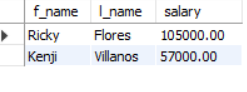 f_name l_name salary
Ricky Flores 105000.00
Kenji Villanos 57000.00